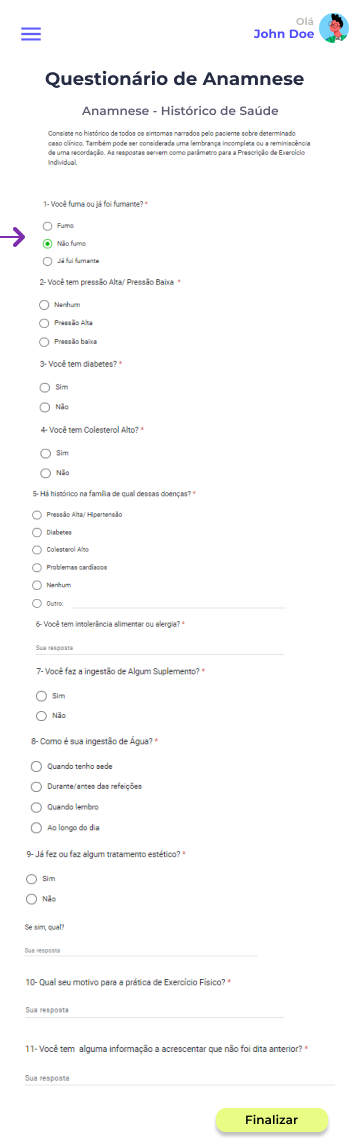 Olá
John Doe
Questionário de Anamnese
Anamnese - Histórico de Saúde
Consiste no histórico de todos os sintomas narrados pelo paciente sobre determinado
caso clínico. Também pode ser considerada uma lembrança incompleta ou a reminiscência
de uma recordação. As respostas servem como parâmetro para a Prescrição de Exercício
Individual.
1- Você fuma ou já foi fumante? *
Fumo
Não fumo
Já fui fumante
2- Você tem pressão Alta/ Pressão Baixa *
Nenhum
Pressão Alta
Pressão baixa
3- Você tem diabetes? *
Sim
Não
4- Você tem Colesterol Alto? *
Sim
Não
5- Há histórico na família de qual dessas doenças? *
Pressão Alta/ Hipertensão
Diabetes
Colesterol Alto
Problemas cardíacos
Nenhum
Outro:
6- Você tem intolerância alimentar ou alergia? *
Sua resposta
7- Você faz a ingestão de Algum Suplemento? *
Sim
Não
8- Como é sua ingestão de Água? *
Quando tenho sede
Durante/antes das refeições
Quando lembro
Ao longo do dia
9- Já fez ou faz algum tratamento estético? *
Sim
Não
Se sim, qual?
Sua resposta
10- Qual seu motivo para a prática de Exercício Físico? *
Sua resposta
11- Você tem alguma informação a acrescentar que não foi dita anterior? *
Sua resposta
Finalizar